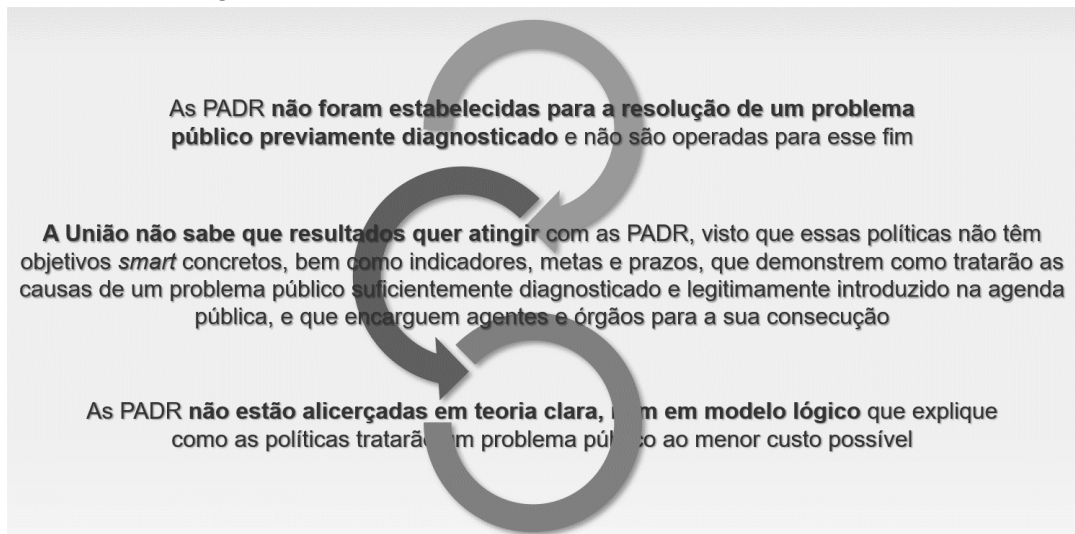 As PADR não foram estabelecidas para a resolução de um problema
público previamente diagnosticado e não são operadas para esse fim
A União não sabe que resultados quer atingir com as PADR, visto que essas políticas não têm
objetivos smart concretos, bem como indicadores, metas e prazos, que demonstrem como tratarão as
causas de um problema público suficientemente diagnosticado e legitimamente introduzido na agenda
pública, e que encarguem agentes e órgãos para a sua consecução
As PADR não estão alicerçadas em teoria clara, nem em modelo lógico que explique
como as políticas tratarão um problema público ao menor custo possível